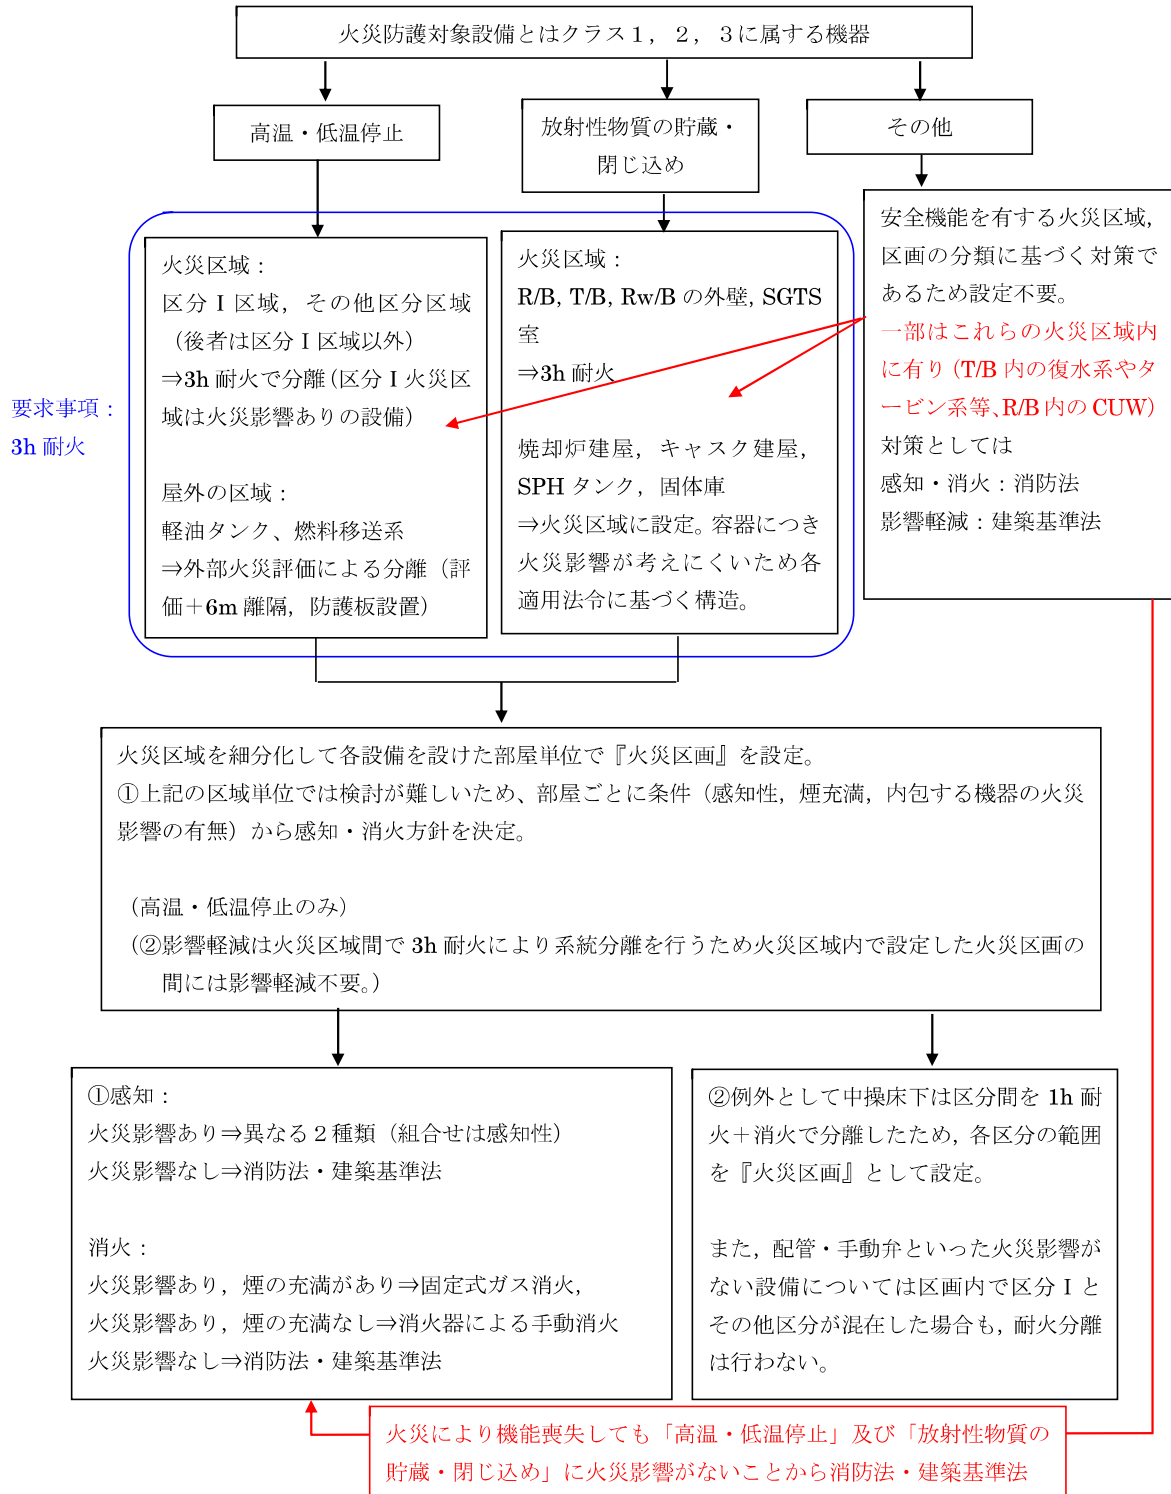 火災防護対象設備とはクラス１，２，３に属する機器
高温・低温停止
放射性物質の貯蔵・
閉じ込め
その他
要求事項：
3h 耐火
火災区域：
区分Ⅰ区域，その他区分区域
（後者は区分Ⅰ区域以外）
⇒3h 耐火で分離（区分Ⅰ火災区
域は火災影響ありの設備）
屋外の区域：
軽油タンク、燃料移送系
⇒外部火災評価による分離（評
価＋6m 離隔，防護板設置）
火災区域：
R/B, T/B, Rw/B の外壁, SGTS
室
⇒3h 耐火
焼却炉建屋，キャスク建屋，
SPH タンク，固体庫
⇒火災区域に設定。容器につき
火災影響が考えにくいため各
適用法令に基づく構造。
安全機能を有する火災区域，
区画の分類に基づく対策で
あるため設定不要。
一部はこれらの火災区域内
に有り（T/B 内の復水系やタ
ービン系等、R/B 内の CUW）
対策としては
感知・消火：消防法
影響軽減：建築基準法
火災区域を細分化して各設備を設けた部屋単位で『火災区画』を設定。
①上記の区域単位では検討が難しいため、部屋ごとに条件（感知性，煙充満，内包する機器の火災
影響の有無）から感知・消火方針を決定。
（高温・低温停止のみ）
（②影響軽減は火災区域間で 3h 耐火により系統分離を行うため火災区域内で設定した火災区画の
間には影響軽減不要。）
①感知：
火災影響あり⇒異なる２種類（組合せは感知性）
火災影響なし⇒消防法・建築基準法
消火：
火災影響あり，煙の充満があり⇒固定式ガス消火，
火災影響あり，煙の充満なし⇒消火器による手動消火
火災影響なし⇒消防法・建築基準法
②例外として中操床下は区分間を 1h 耐
火＋消火で分離したため，各区分の範囲
を『火災区画』として設定。
また，配管・手動弁といった火災影響が
ない設備については区画内で区分Ⅰと
その他区分が混在した場合も，耐火分離
は行わない。
火災により機能喪失しても「高温・低温停止」及び「放射性物質の
貯蔵・閉じ込め」に火災影響がないことから消防法・建築基準法